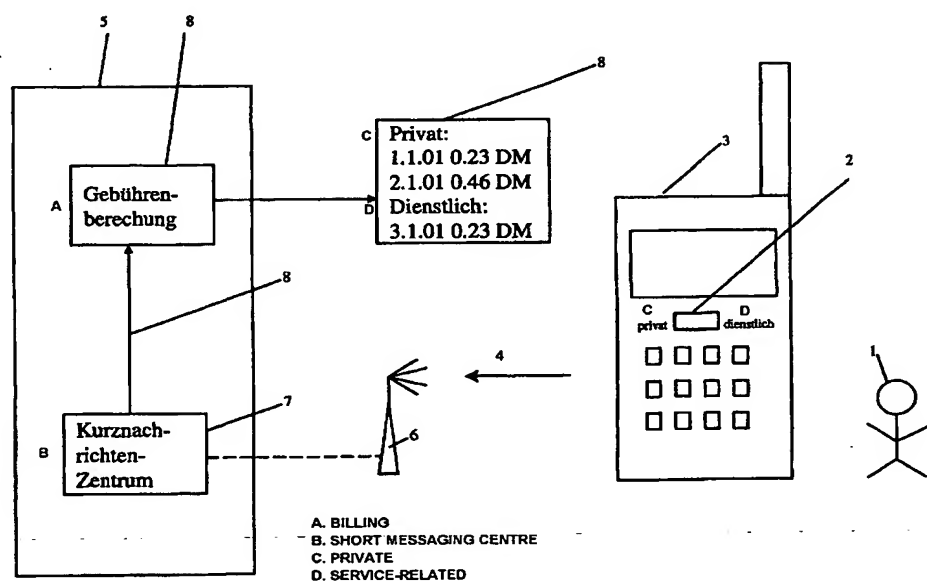 5
8
8
C
Privat:
1.1.01 0.23 DM
2.1.01 0.46 DM
D
Dienstlich:
3.1.01 0.23 DM
3
2
A
Gebühren-
berechung
8
C
privat
D
dienstlich
4
1
7
6
B
Kurznach-
richten-
Zentrum
A. BILLING
B. SHORT MESSAGING CENTRE
C. PRIVATE
D. SERVICE-RELATED